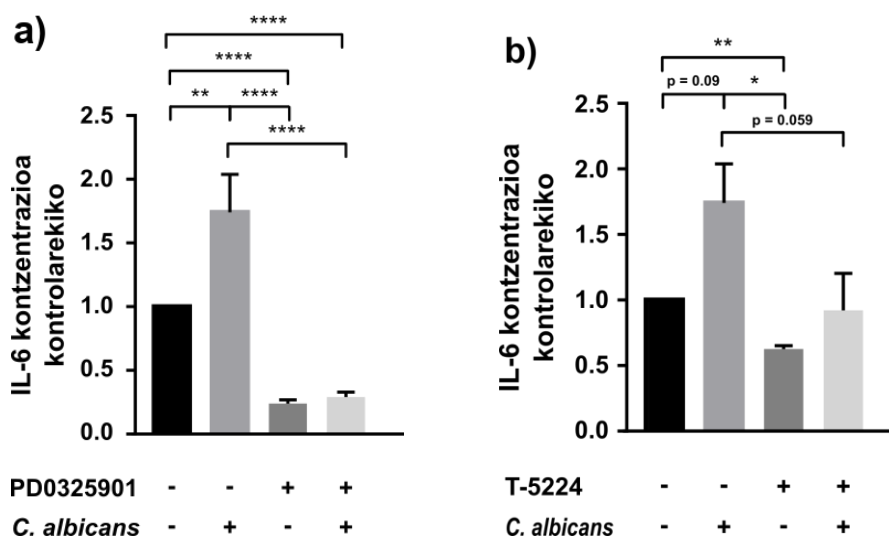 a)
****
****
** ****
****
IL-6 kontzentrazioa
kontrolarekiko
2.5
2.0
1.5
1.0
0.5
0.0
PD0325901 - - + +
C. albicans - + - +
b)
**
p = 0.09 *
p = 0.059
IL-6 kontzentrazioa
kontrolarekiko
2.5
2.0
1.5
1.0
0.5
0.0
T-5224 - - + +
C. albicans - + - +